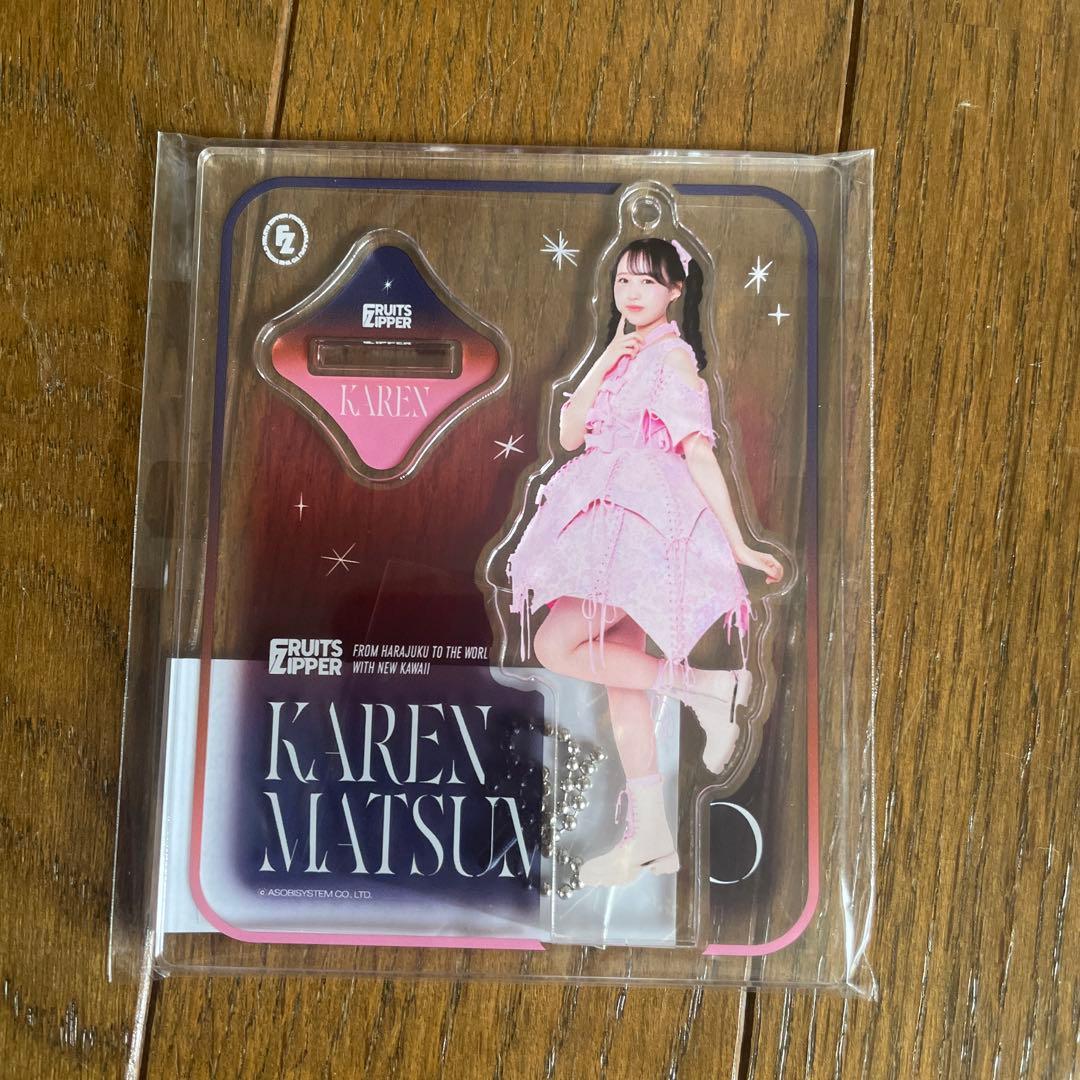 FZ
FRUITS
ZIPPER
KAREN
FRUITS
ZIPPER
FROM HARAJUKU TO THE WORL
WITH NEW KAWAII
KAREN
MATSUM O
© ASOBISYSTEM CO., LTD.